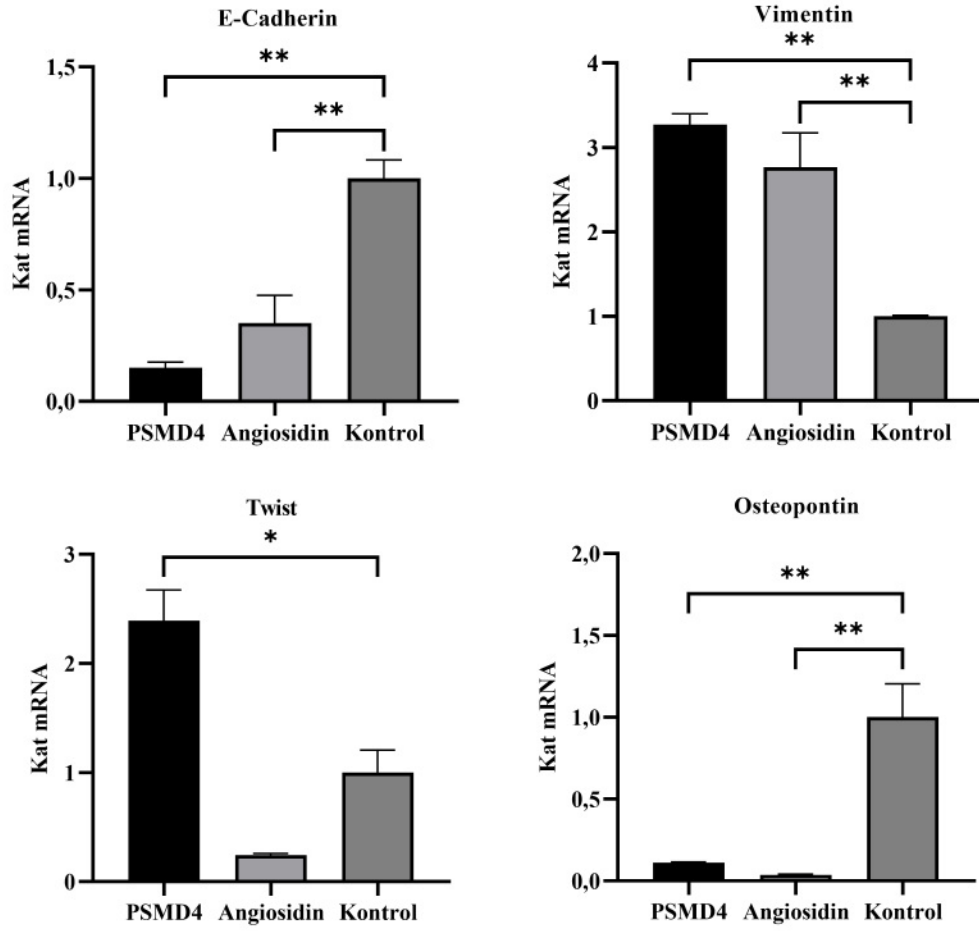 E-Cadherin
Kat mRNA
1,5
1,0
0,5
0,0
**
**
PSMD4 Angiosidin Kontrol
Vimentin
Kat mRNA
4
3
2
1
0
**
**
PSMD4 Angiosidin Kontrol
Twist
Kat mRNA
3
2
1
0
*
PSMD4 Angiosidin Kontrol
Osteopontin
Kat mRNA
2,0
1,5
1,0
0,5
0,0
**
**
PSMD4 Angiosidin Kontrol